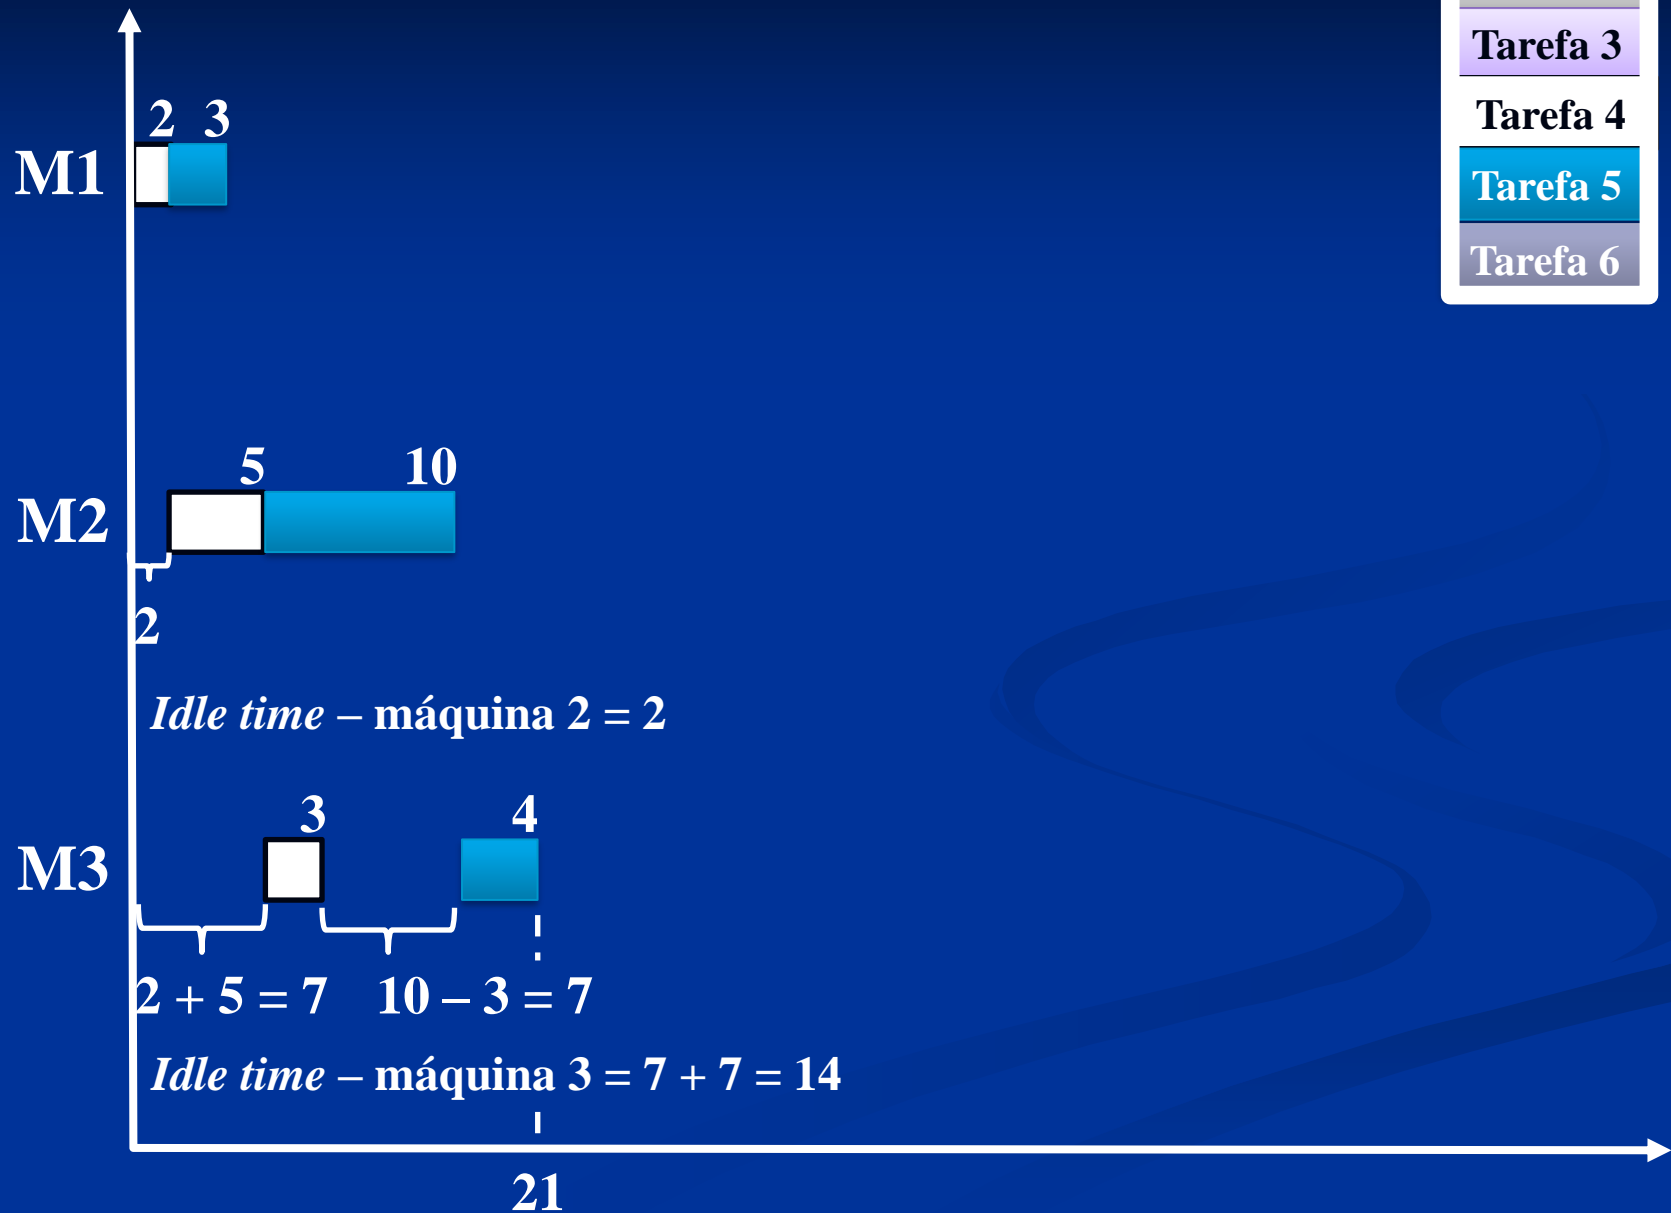 Tarefa 3
Tarefa 4
Tarefa 5
Tarefa 6
2 3
M1
5 10
M2
2
Idle time – máquina 2 = 2
3 4
M3
2 + 5 = 7 10 – 3 = 7
Idle time – máquina 3 = 7 + 7 = 14
21